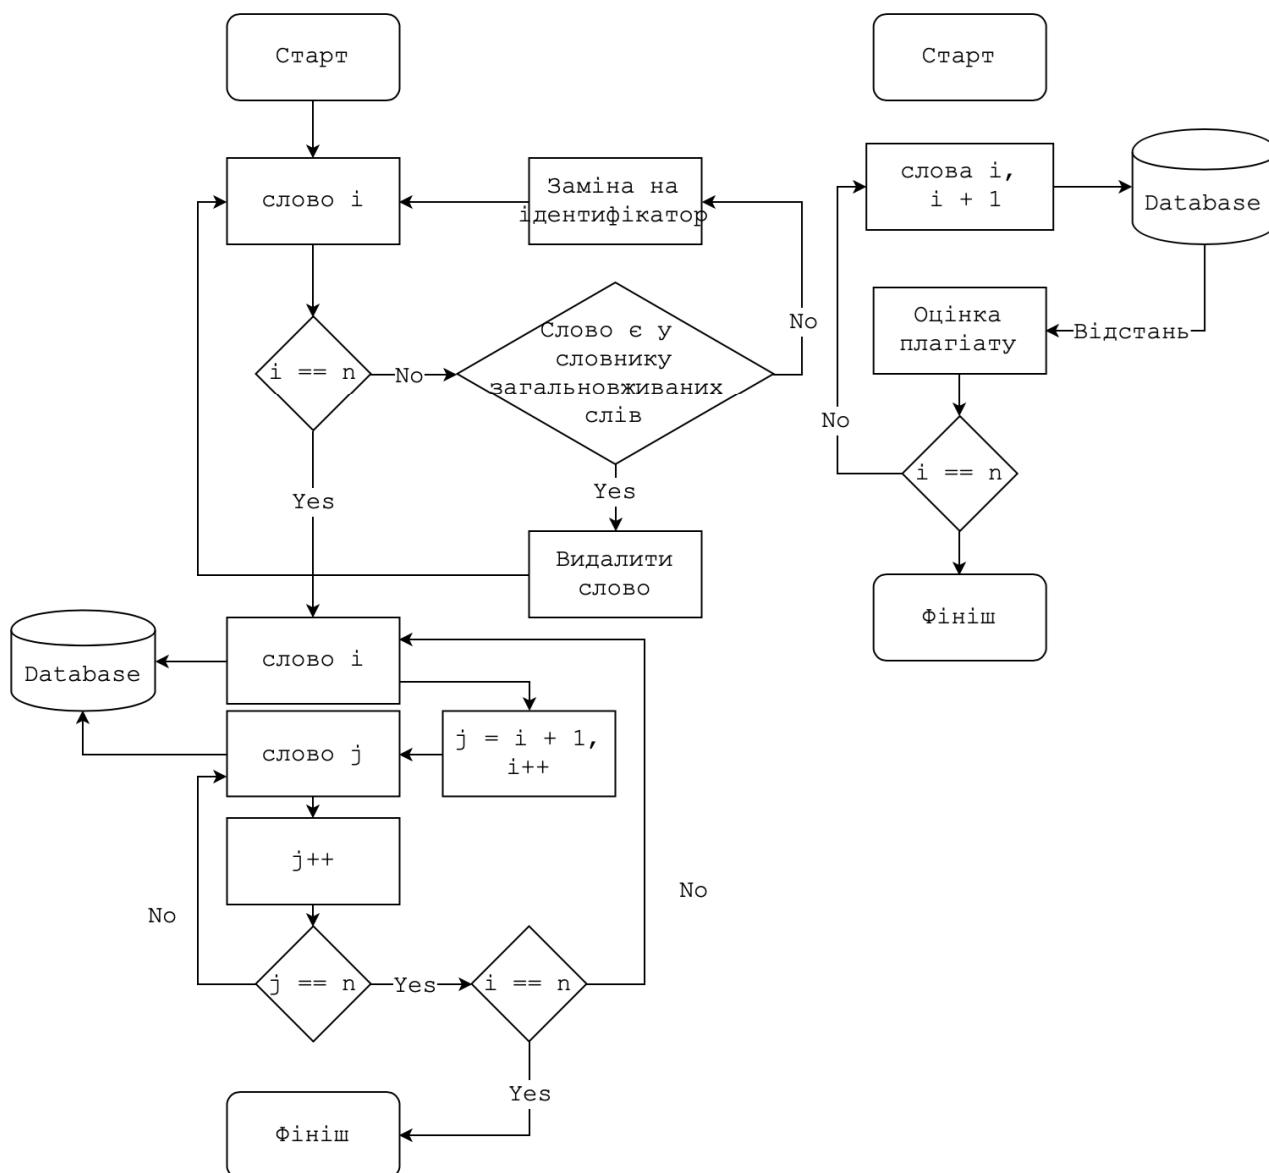 Старт
слово i
Заміна на
ідентифікатор
i == n
No
Слово є у
словнику
загальновживаних
слів
No
Yes
Yes
Видалити
слово
Database
слово i
слово j
j = i + 1,
i++
j++
No
No
j == n
Yes
i == n
Yes
Фініш
Старт
слова i,
i + 1
Database
Оцінка
плагіату
Відстань
No
i == n
Фініш